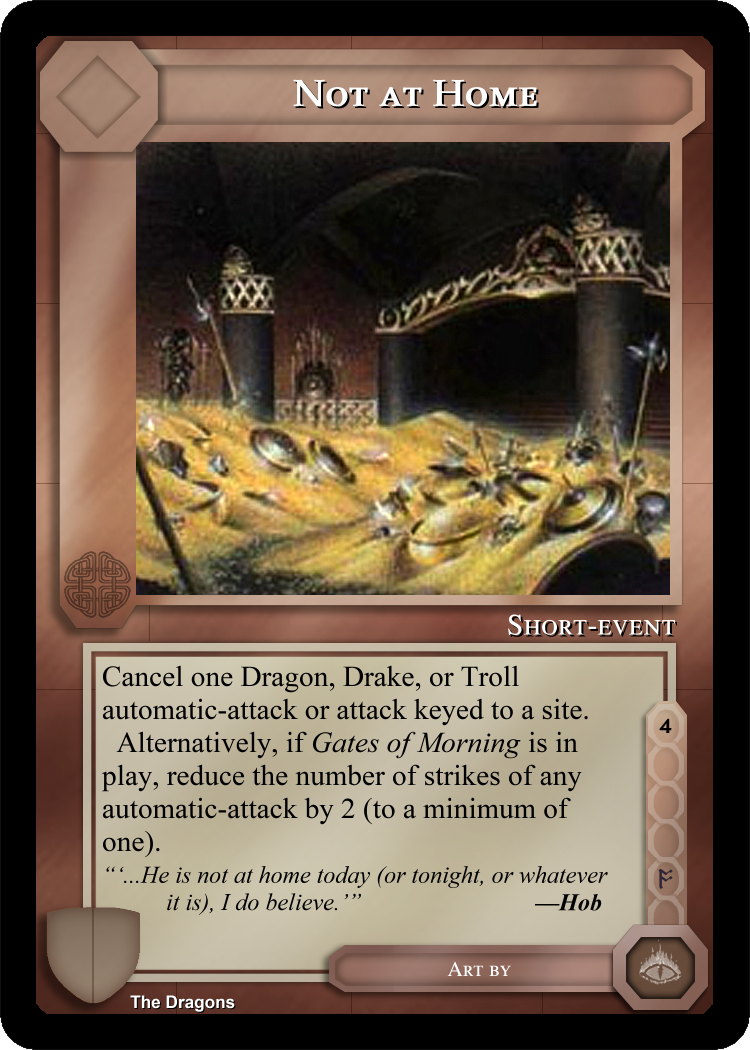 Not at Home
Short-event
Cancel one Dragon, Drake, or Troll
automatic-attack or attack keyed to a site.
Alternatively, if Gates of Morning is in
play, reduce the number of strikes of any
automatic-attack by 2 (to a minimum of
one).
4
“‘...He is not at home today (or tonight, or whatever
it is), I do believe.’” —Hob
ᚩ
Art by
The Dragons